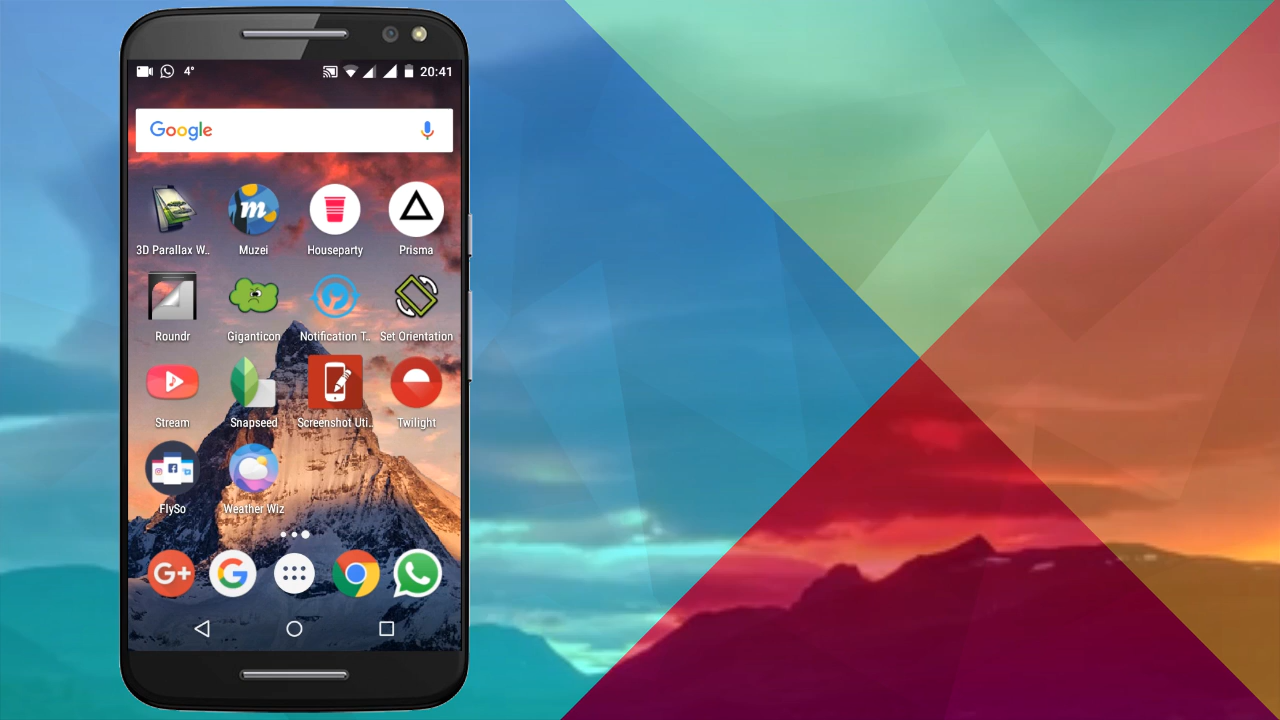 4° 20:41
Google
m
3D Parallax W.. Muzei Houseparty Prisma
Roundr Giganticon Notification T.. Set Orientation
Stream Snapseed Screenshot Uti.. Twilight
FlySo Weather Wiz
G+ G